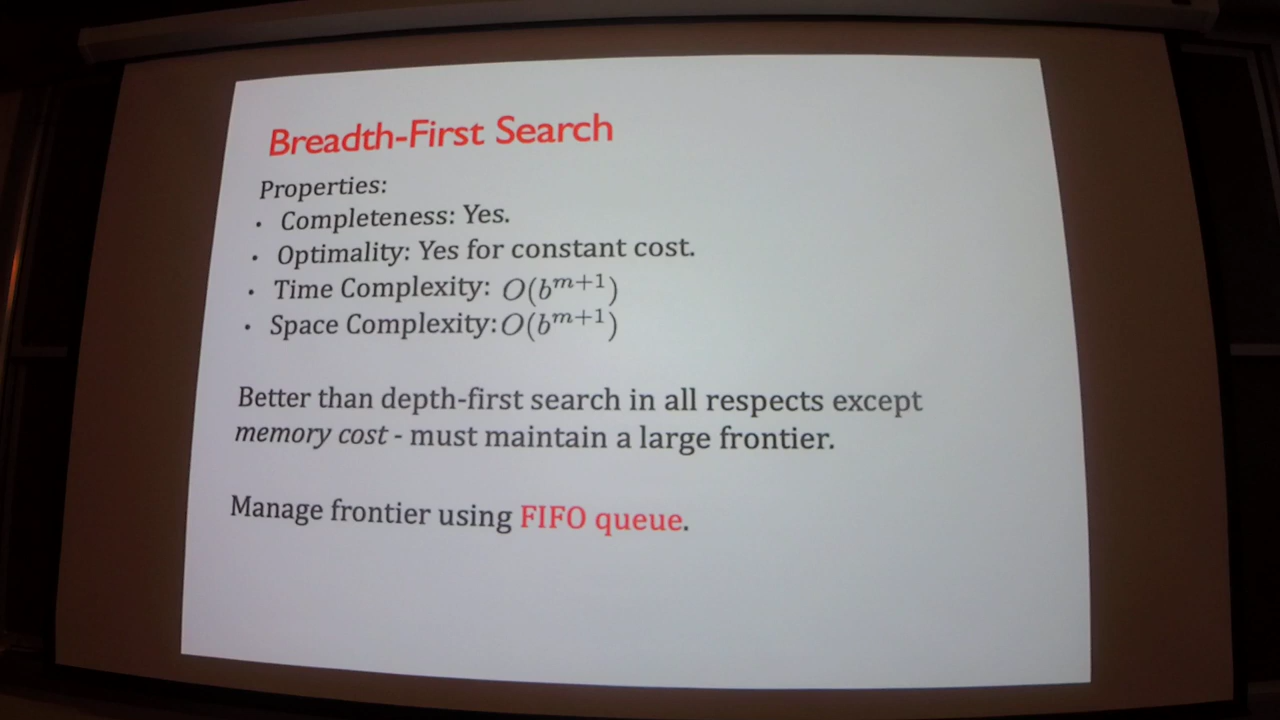 Breadth-First Search
Properties:
· Completeness: Yes.
· Optimality: Yes for constant cost.
· Time Complexity: O(b^{m+1})
· Space Complexity: O(b^{m+1})
Better than depth-first search in all respects except
memory cost - must maintain a large frontier.
Manage frontier using FIFO queue.